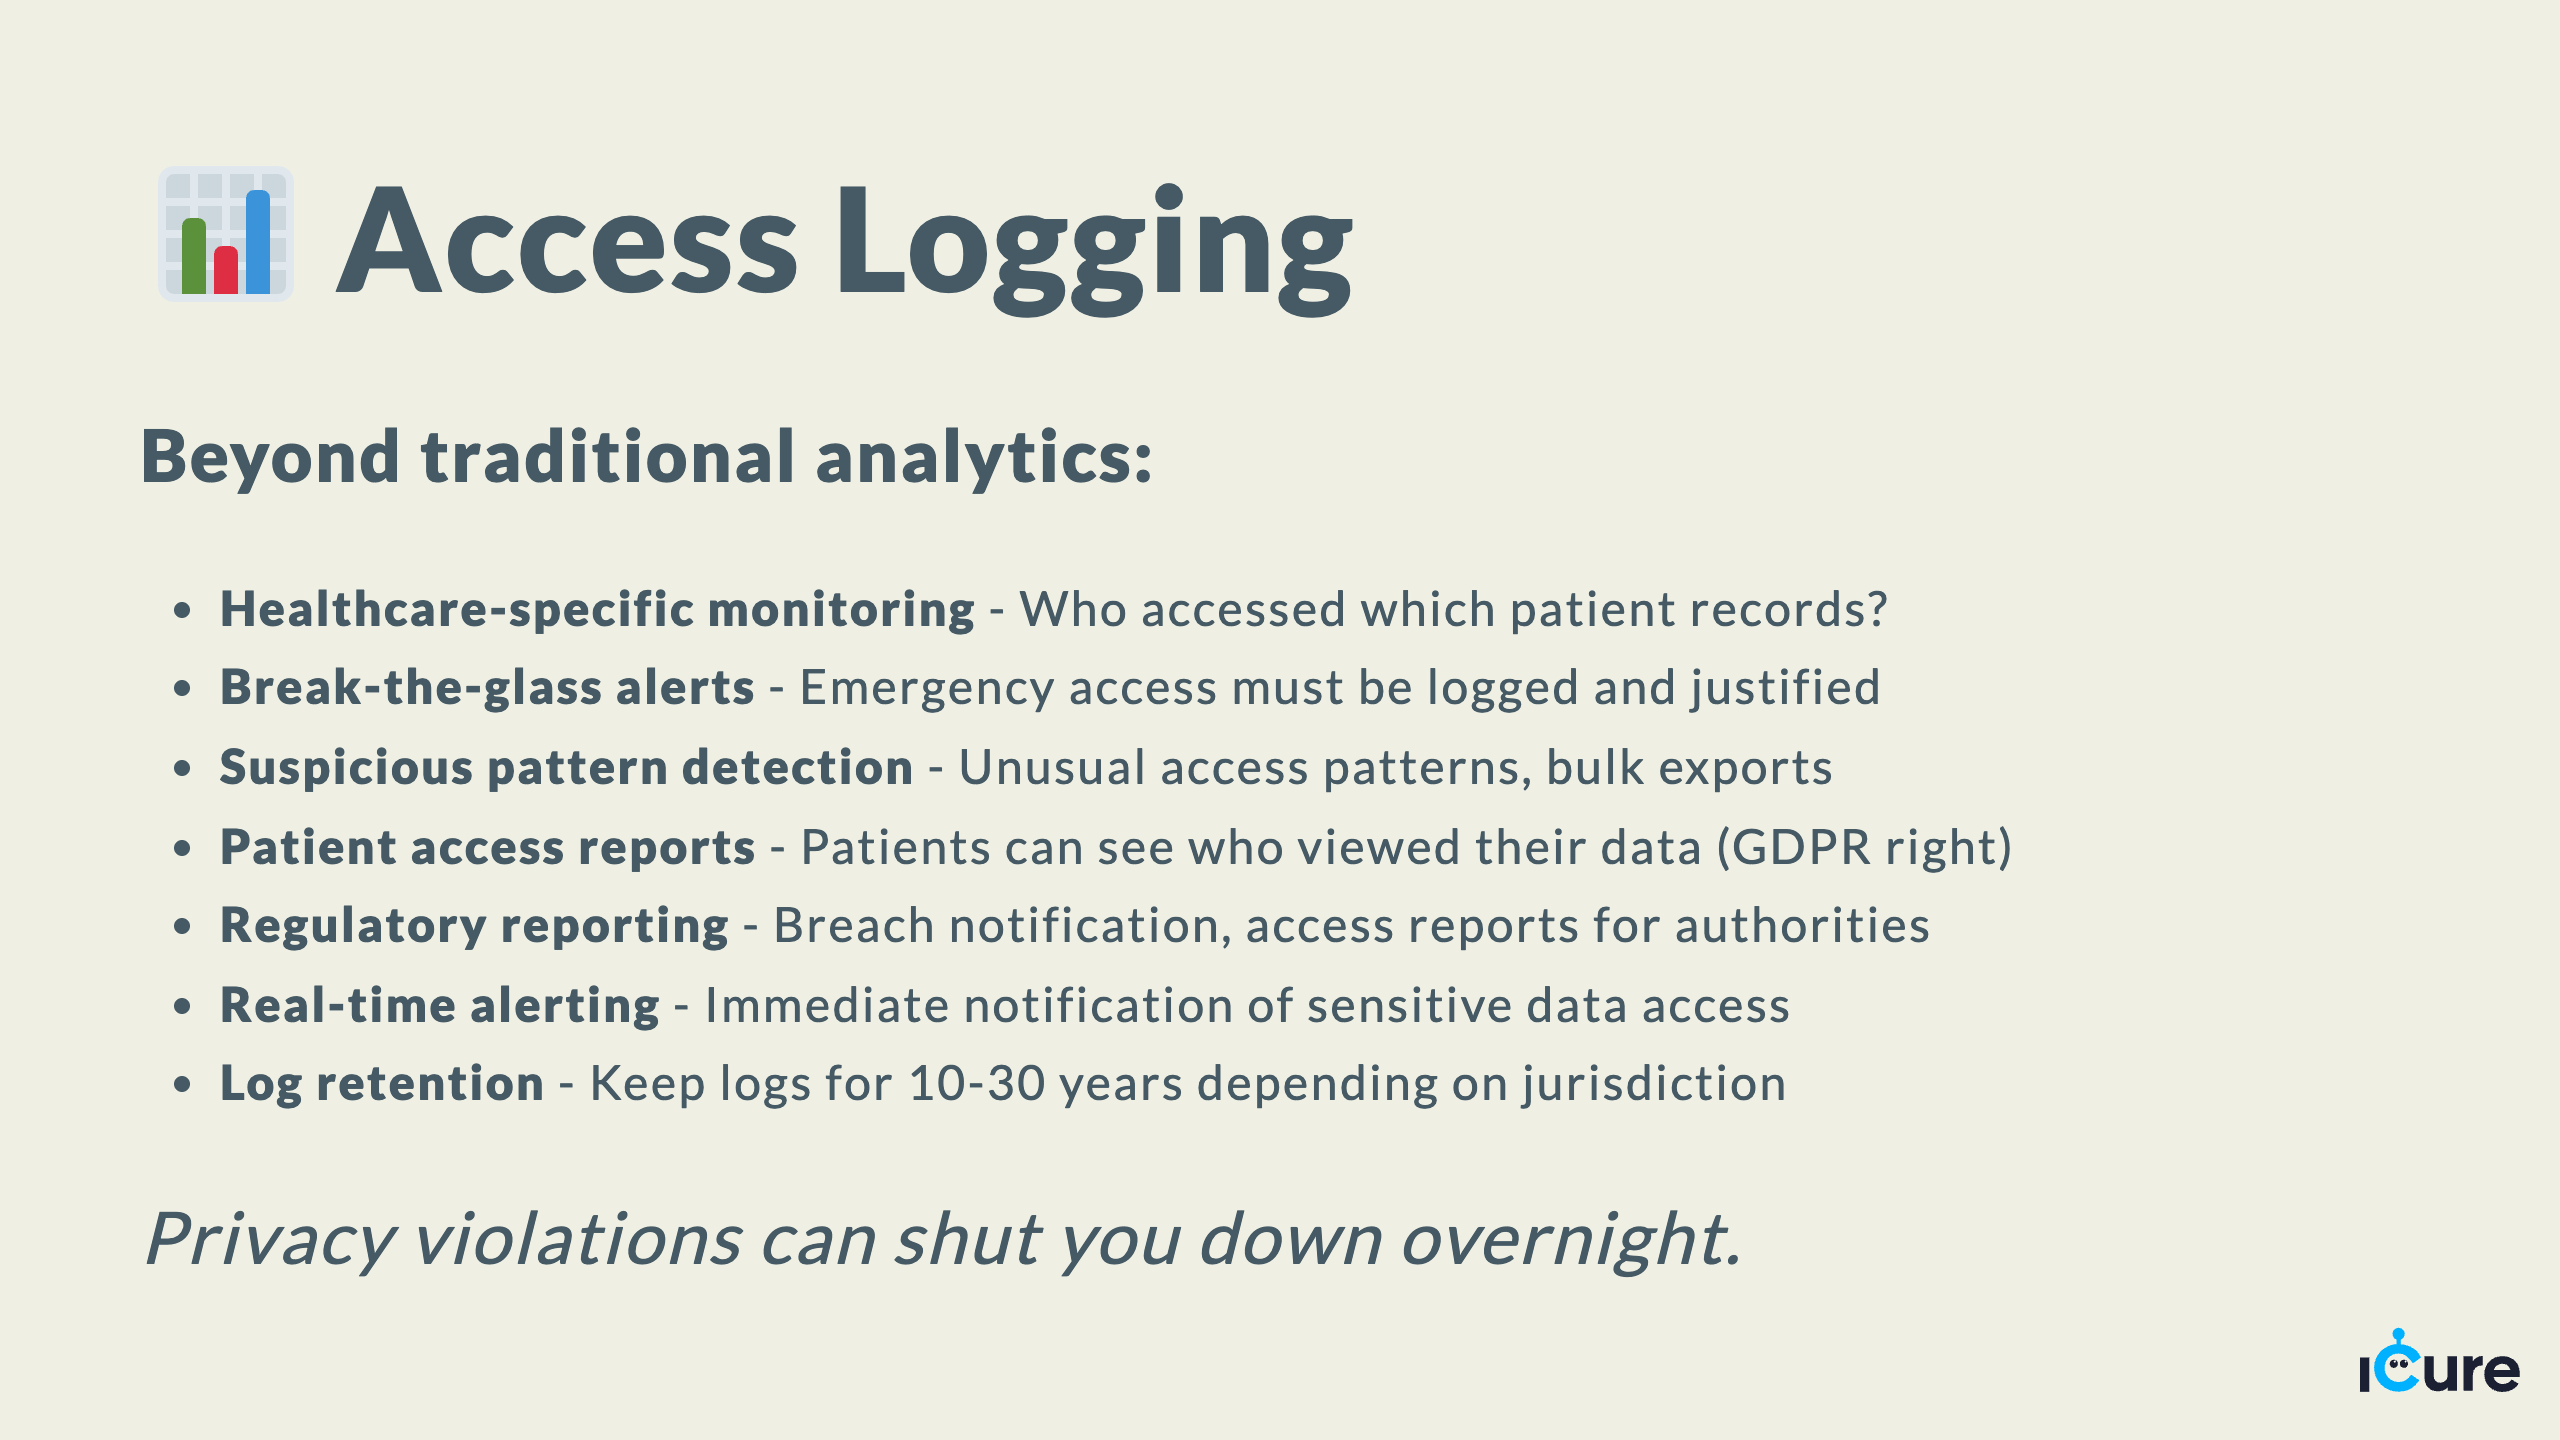 Access Logging
Beyond traditional analytics:
• Healthcare-specific monitoring - Who accessed which patient records?
• Break-the-glass alerts - Emergency access must be logged and justified
• Suspicious pattern detection - Unusual access patterns, bulk exports
• Patient access reports - Patients can see who viewed their data (GDPR right)
• Regulatory reporting - Breach notification, access reports for authorities
• Real-time alerting - Immediate notification of sensitive data access
• Log retention - Keep logs for 10-30 years depending on jurisdiction
Privacy violations can shut you down overnight.
iCure